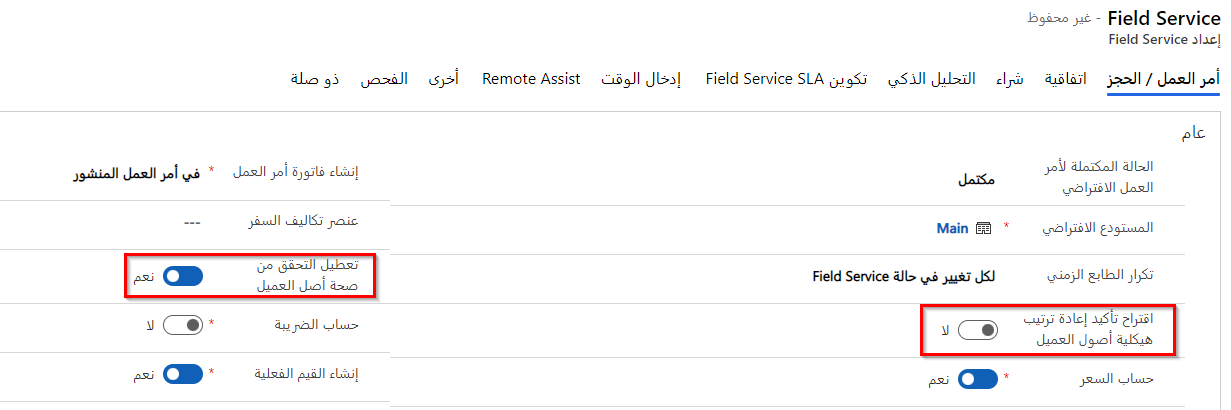 Field Service - غير محفوظ
إعداد Field Service
أمر العمل / الحجز
اتفاقية
شراء
التحليل الذكي
تكوين Field Service SLA
إدخال الوقت
Remote Assist
أخرى
الفحص
ذو صلة
عام
الحالة المكتملة لأمر
العمل الافتراضي
مكتمل
المستودع الافتراضي
*
Main
تكرار الطابع الزمني
لكل تغيير في حالة Field Service
اقتراح تأكيد إعادة ترتيب
هيكلية أصول العميل
لا
حساب السعر
*
نعم
إنشاء فاتورة أمر العمل
*
في أمر العمل المنشور
عنصر تكاليف السفر
---
تعطيل التحقق من
صحة أصل العميل
نعم
حساب الضريبة
*
لا
إنشاء القيم الفعلية
*
نعم